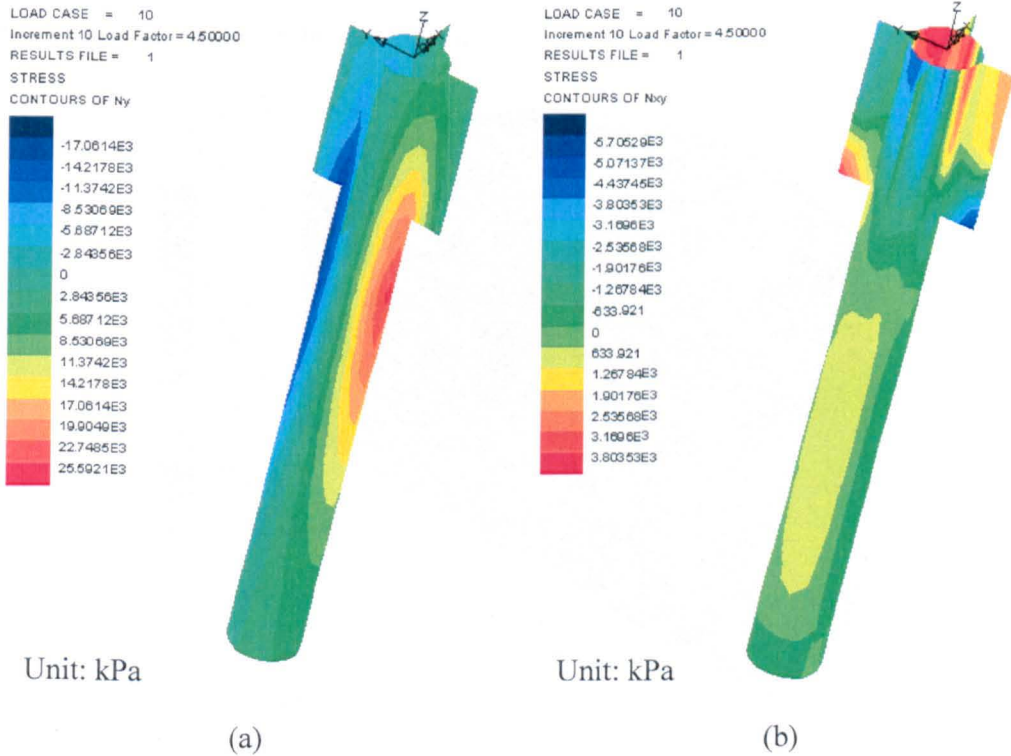 LOAD CASE = 10
Increment 10 Load Factor = 4.50000
RESULTS FILE = 1
STRESS
CONTOURS OF Ny
-17.0614E3
-14.2178E3
-11.3742E3
-8.53069E3
-5.68712E3
-2.84356E3
0
2.84356E3
5.68712E3
8.53069E3
11.3742E3
14.2178E3
17.0614E3
19.9049E3
22.7485E3
25.5921E3
Z
Unit: kPa
(a)
LOAD CASE = 10
Increment 10 Load Factor = 4.50000
RESULTS FILE = 1
STRESS
CONTOURS OF Nxy
-5.70529E3
-5.07137E3
-4.43745E3
-3.80353E3
-3.1696E3
-2.53568E3
-1.90176E3
-1.26784E3
-633.921
0
633.921
1.26784E3
1.90176E3
2.53568E3
3.1696E3
3.80353E3
Z
Unit: kPa
(b)